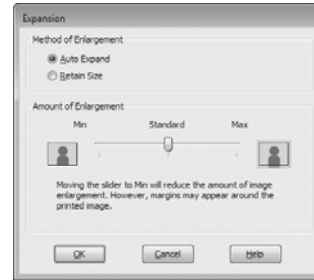 Expansion
Method of Enlargement
Auto Expand
Retain Size
Amount of Enlargement
Min Standard Max
Moving the slider to Min will reduce the amount of image
enlargement. However, margins may appear around the
printed image.
OK Cancel Help